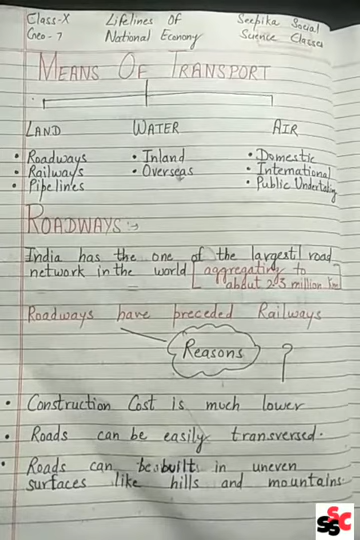 Class-X Lifelines Of Seepika Social
Geo-7 National Economy Science Classes
MEANS OF TRANSPORT
LAND WATER AIR
• Roadways • Inland • Domestic
• Railways • Overseas • International
• Pipelines • Public Undertaking
ROADWAYS:→
India has the one of the largest road
network in the world [aggregating to
about 2.3 million km]
Roadways have preceded Railways
Reasons ?
• Construction Cost is much lower
• Roads can be easily transversed.
• Roads can be built in uneven
surfaces like hills and mountains.
SSSC